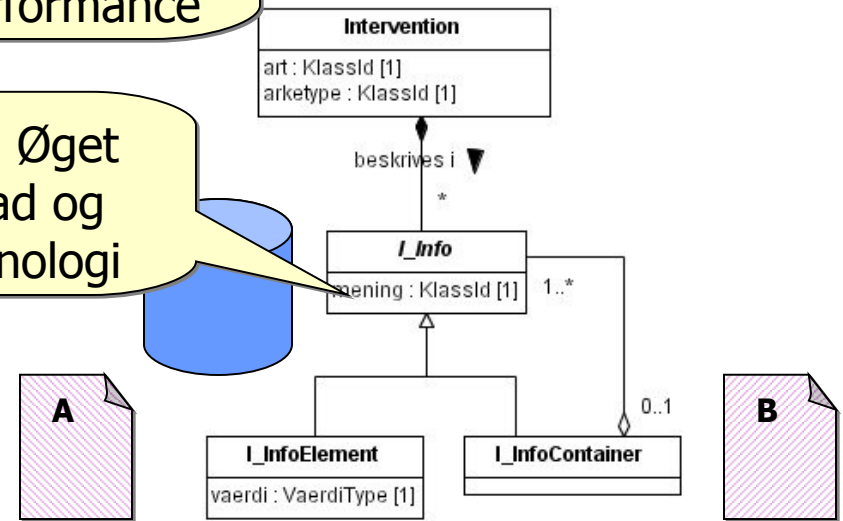 formance
Intervention
art : KlassId [1]
arketype : KlassId [1]
beskrives i
*
Øget
ad og
nologi
I_Info
mening : KlassId [1]
1..*
0..1
A
B
I_InfoElement
vaerdi : VaerdiType [1]
I_InfoContainer